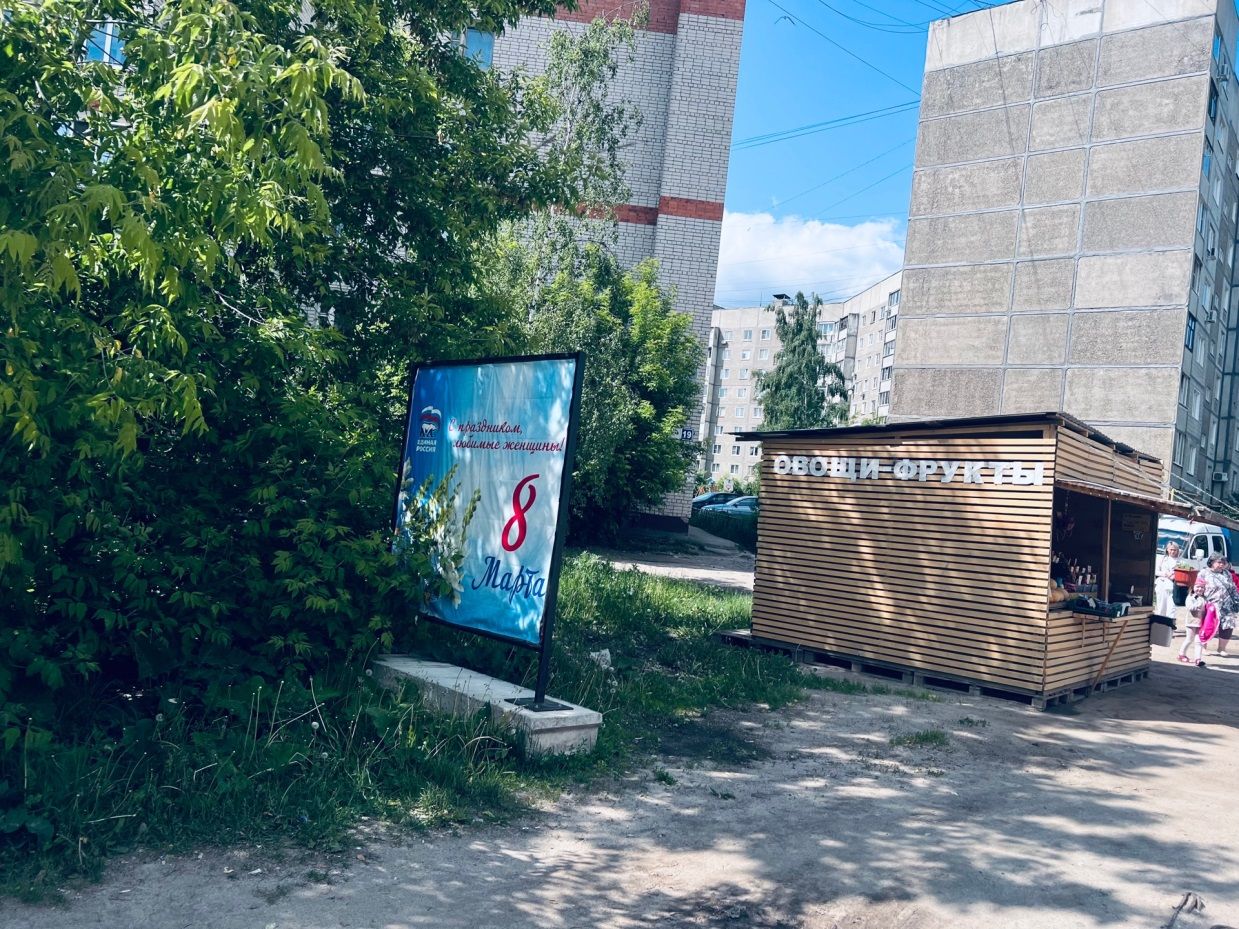 ЕДИНАЯ
РОССИЯ
С праздником,
любимые женщины!
8
Марта
19
ОВОЩИ-ФРУКТЫ